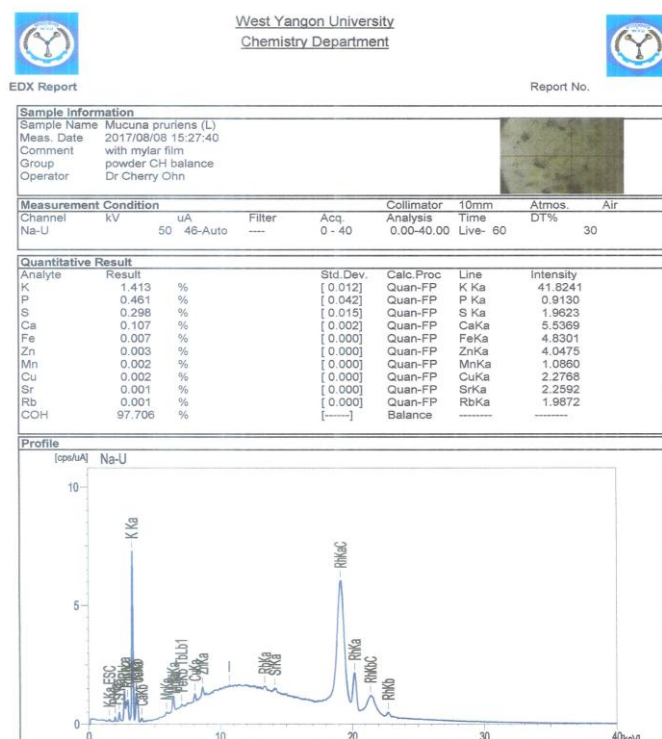 West Yangon University
Chemistry Department
EDX Report Report No.
Sample Information
Sample Name Mucuna pruriens (L)
Meas. Date 2017/08/08 15:27:40
Comment with mylar film
Group powder CH balance
Operator Dr Cherry Ohn
Measurement Condition Collimator 10mm Atmos. Air
Channel kV uA Filter Acq. Analysis Time DT%
Na-U 50 46-Auto ---- 0 - 40 0.00-40.00 Live- 60 30
Quantitative Result
Analyte Result Std.Dev. Calc.Proc Line Intensity
K 1.413 % [ 0.012] Quan-FP K Ka 41.8241
P 0.461 % [ 0.042] Quan-FP P Ka 0.9130
S 0.298 % [ 0.015] Quan-FP S Ka 1.9623
Ca 0.107 % [ 0.002] Quan-FP CaKa 5.5369
Fe 0.007 % [ 0.000] Quan-FP FeKa 4.8301
Zn 0.003 % [ 0.000] Quan-FP ZnKa 4.0475
Mn 0.002 % [ 0.000] Quan-FP MnKa 1.0860
Cu 0.002 % [ 0.000] Quan-FP CuKa 2.2768
Sr 0.001 % [ 0.000] Quan-FP SrKa 2.2592
Rb 0.001 % [ 0.000] Quan-FP RbKa 1.9872
COH 97.706 % [------] Balance -------- --------
Profile
[cps/uA] Na-U
10
5
0
K Ka ESC
K Ka
CaKb
MnKa
TbLb1
CuKa
ZnKa
RbKa
SrKa
RhKaC
RhKa
RhKbC
RhKb
0 10 20 30 40